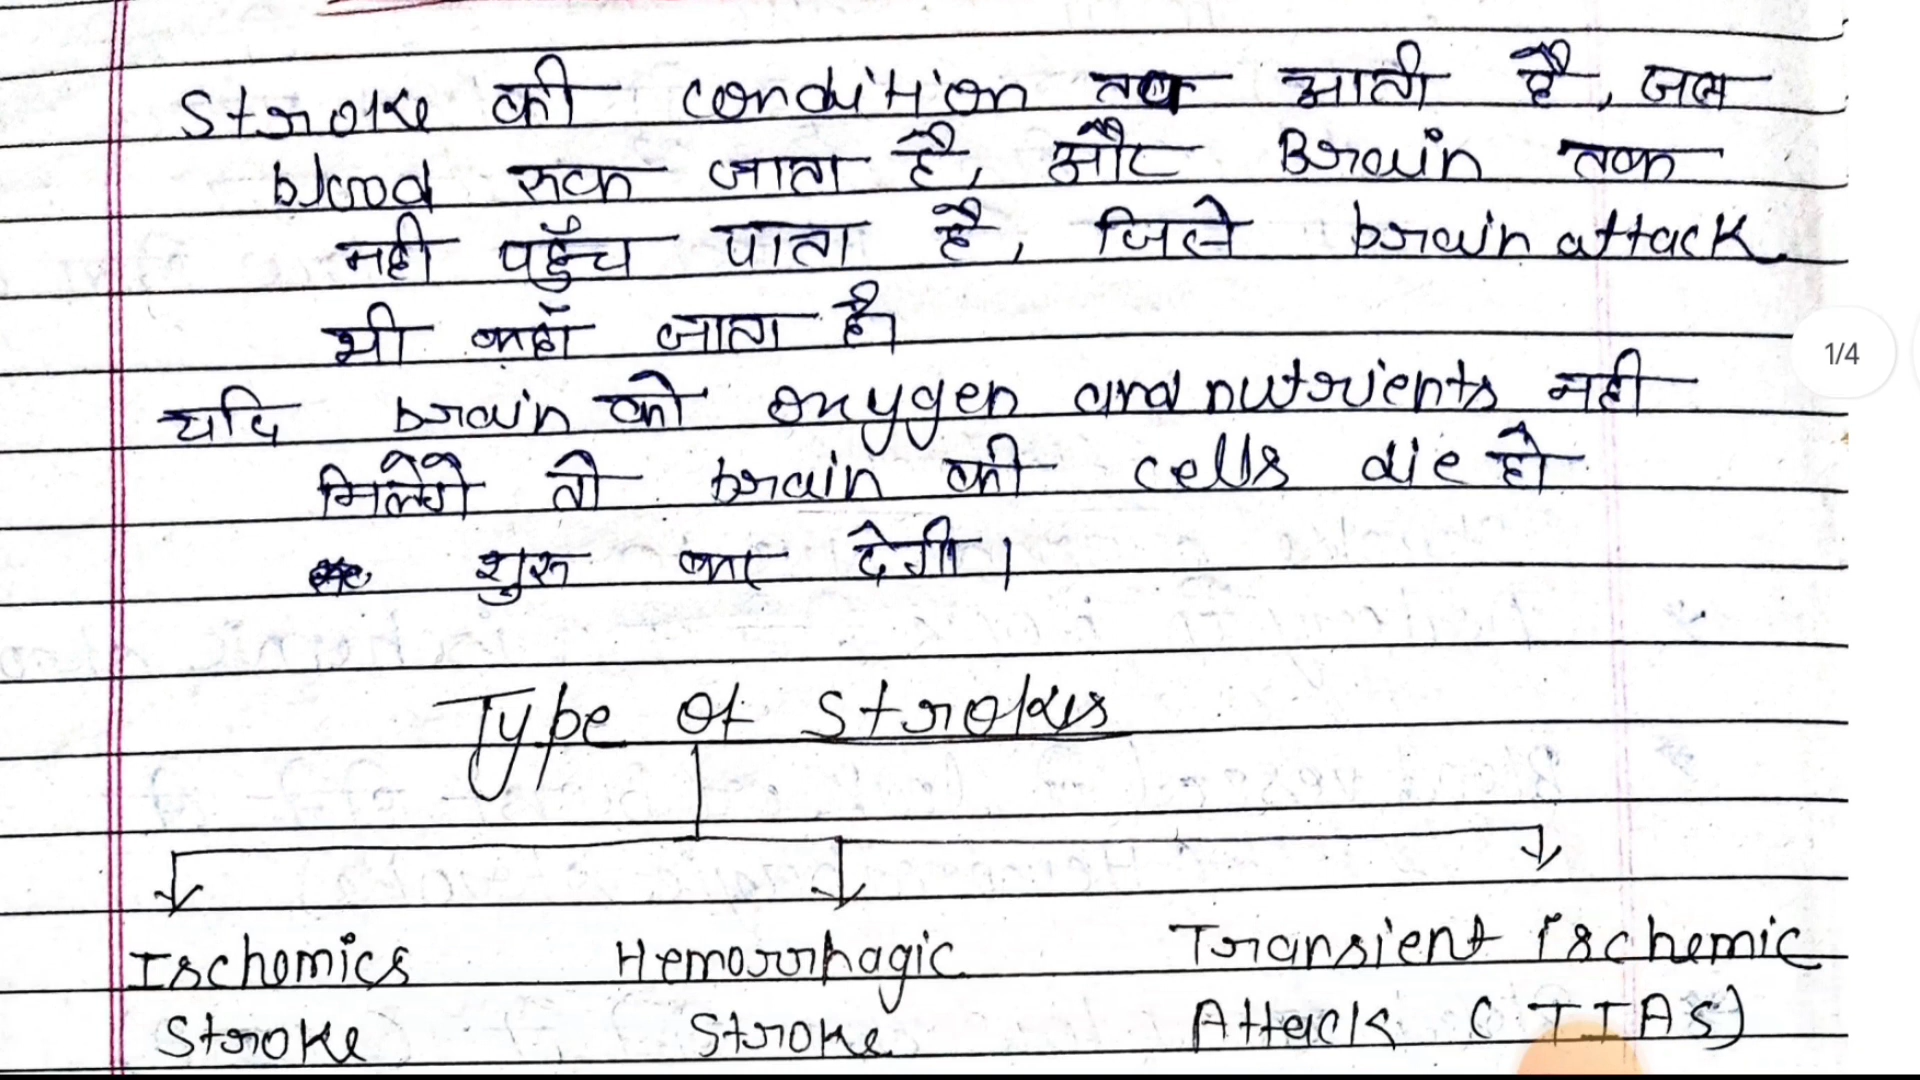 Stroke की condition तब आती है, जब
blood रुक जाता है, और Brain तक
नही पहुँच पाता है, जिसे brain attack
भी कहाँ जाता है।
यदि brain को oxygen and nutrients नही
मिलेगे तो brain की cells die हो
शुरु कर देगी।
Type of strokes
Ischemics Hemorrhagic Transient Ischemic
Stroke Stroke Attack (TIAs)
1/4